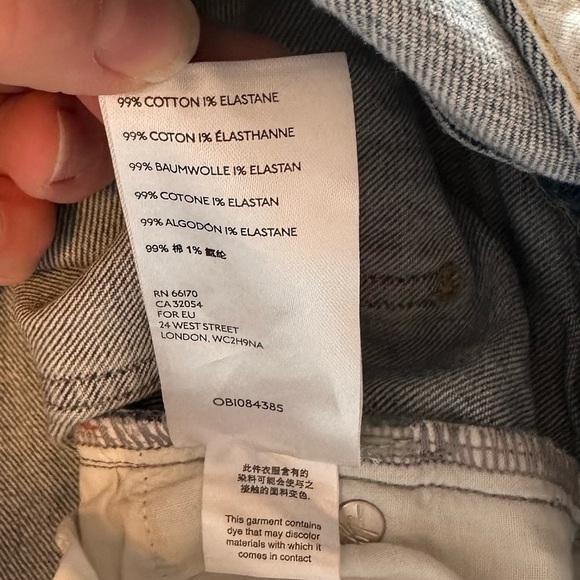 99% COTTON 1% ELASTANE
99% COTON 1% ÉLASTHANNE
99% BAUMWOLLE 1% ELASTAN
99% COTONE 1% ELASTAN
99% ALGODÓN 1% ELASTANE
99% 棉 1% 氨纶
RN 66170
CA 32054
FOR EU
24 WEST STREET
LONDON, WC2H9NA
OB1084385
此件衣服含有的
染料可能会使与之
接触的面料变色.
This garment contains
dye that may discolor
materials with which it
comes in contact